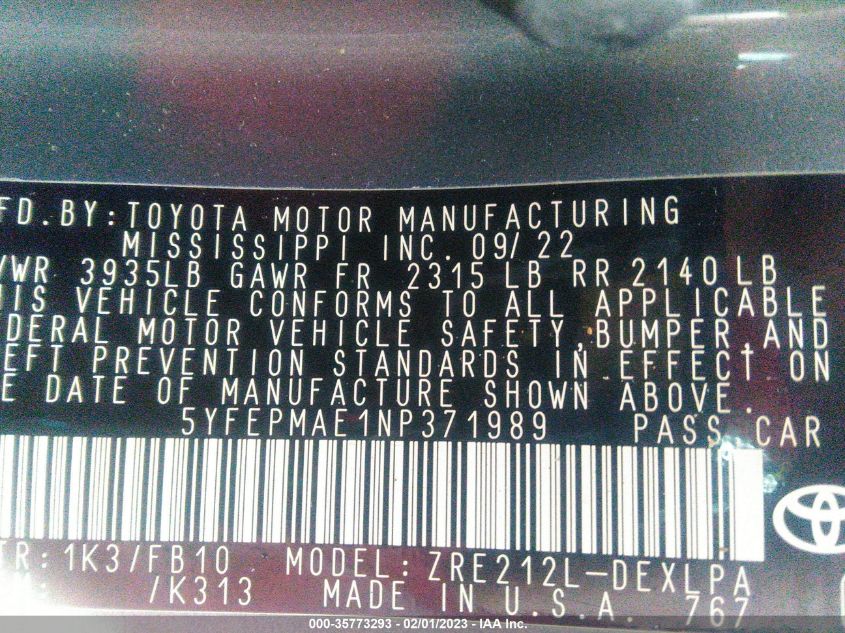 FD.BY:TOYOTA MOTOR MANUFACTURING
MISSISSIPPI INC. 09/22
/WR 3935LB GAWR FR 2315 LB RR 2140 LB
IS VEHICLE CONFORMS TO ALL APPLICABLE
DERAL MOTOR VEHICLE SAFETY,BUMPER,AND
EFT PREVENTION STANDARDS IN EFFECT ON
E DATE OF MANUFACTURE SHOWN ABOVE.
5YFEPMAE1NP371989 PASS.CAR
TR:1K3/FB10 MODEL:ZRE212L-DEXLPA
/K313 MADE IN U.S.A. 767
000-35773293 - 02/01/2023 - IAA Inc.